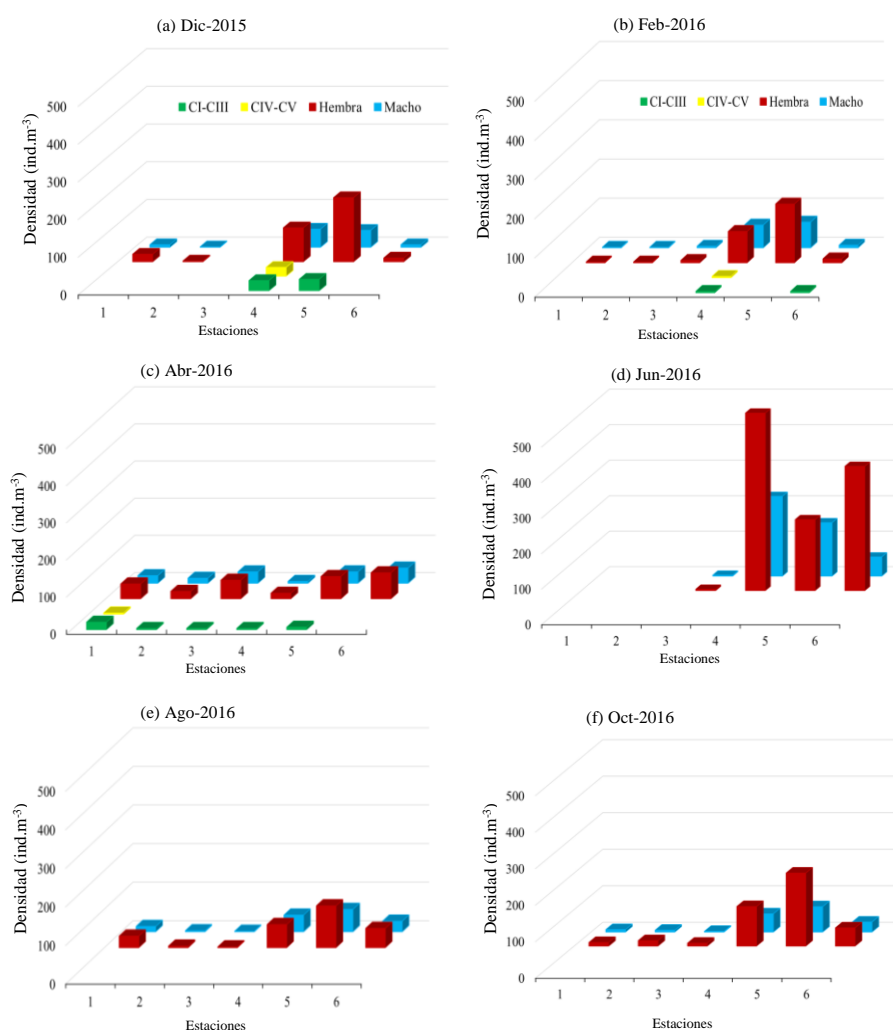 (a) Dic-2015
Densidad (ind.m-3)
500
400
300
200
100
0
CI-CIII CIV-CV Hembra Macho
1 2 3 4 5 6
Estaciones
(b) Feb-2016
Densidad (ind.m-3)
500
400
300
200
100
0
CI-CIII CIV-CV Hembra Macho
1 2 3 4 5 6
Estaciones
(c) Abr-2016
Densidad (ind.m-3)
500
400
300
200
100
0
1 2 3 4 5 6
Estaciones
(d) Jun-2016
Densidad (ind.m-3)
500
400
300
200
100
0
1 2 3 4 5 6
Estaciones
(e) Ago-2016
Densidad (ind.m-3)
500
400
300
200
100
0
1 2 3 4 5 6
Estaciones
(f) Oct-2016
Densidad (ind.m-3)
500
400
300
200
100
0
1 2 3 4 5 6
Estaciones